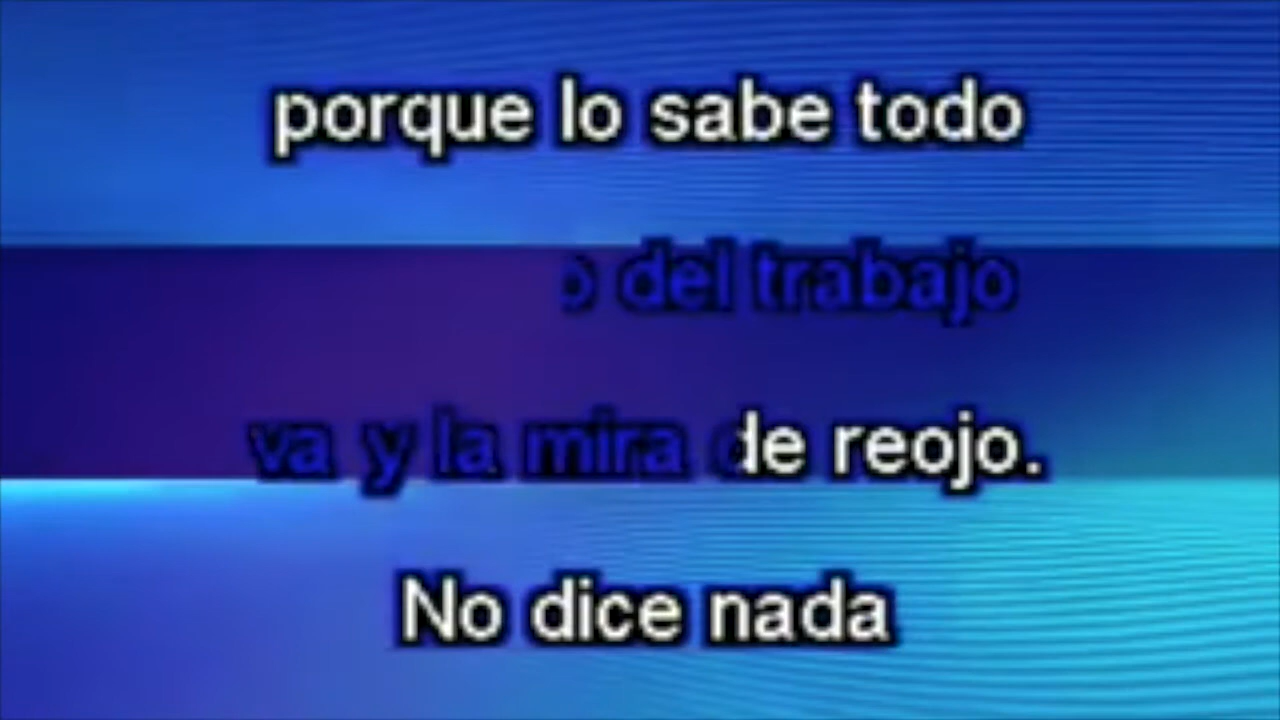 porque lo sabe todo
del trabajo
va y la mira de reojo.
No dice nada